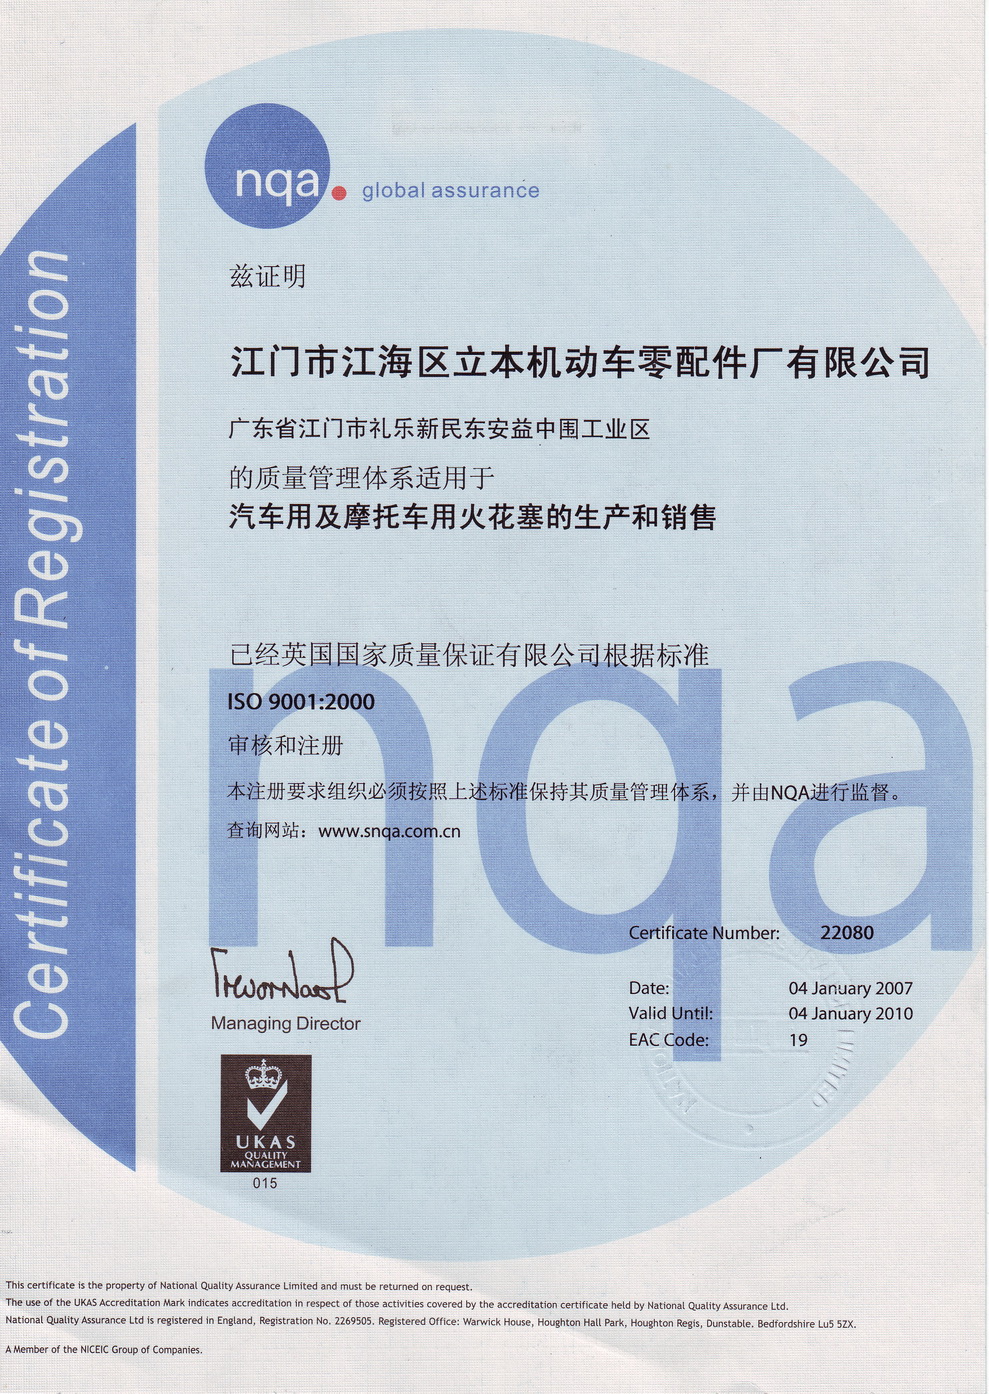 nqa
global assurance
Certificate of Registration
兹证明
江门市江海区立本机动车零配件厂有限公司
广东省江门市礼乐新民东安益中围工业区
的质量管理体系适用于
汽车用及摩托车用火花塞的生产和销售
已经英国国家质量保证有限公司根据标准
ISO 9001:2000
审核和注册
本注册要求组织必须按照上述标准保持其质量管理体系，并由NQA进行监督。
查询网站：www.snqa.com.cn
nqa
Certificate Number: 22080
Date: 04 January 2007
Valid Until: 04 January 2010
EAC Code: 19
Managing Director
UKAS
QUALITY
MANAGEMENT
015
LIMITED
This certificate is the property of National Quality Assurance Limited and must be returned on request.
The use of the UKAS Accreditation Mark indicates accreditation in respect of those activities covered by the accreditation certificate held by National Quality Assurance Ltd.
National Quality Assurance Ltd is registered in England, Registration No. 2269505. Registered Office: Warwick House, Houghton Hall Park, Houghton Regis, Dunstable. Bedfordshire Lu5 5ZX.
A Member of the NICEIC Group of Companies.